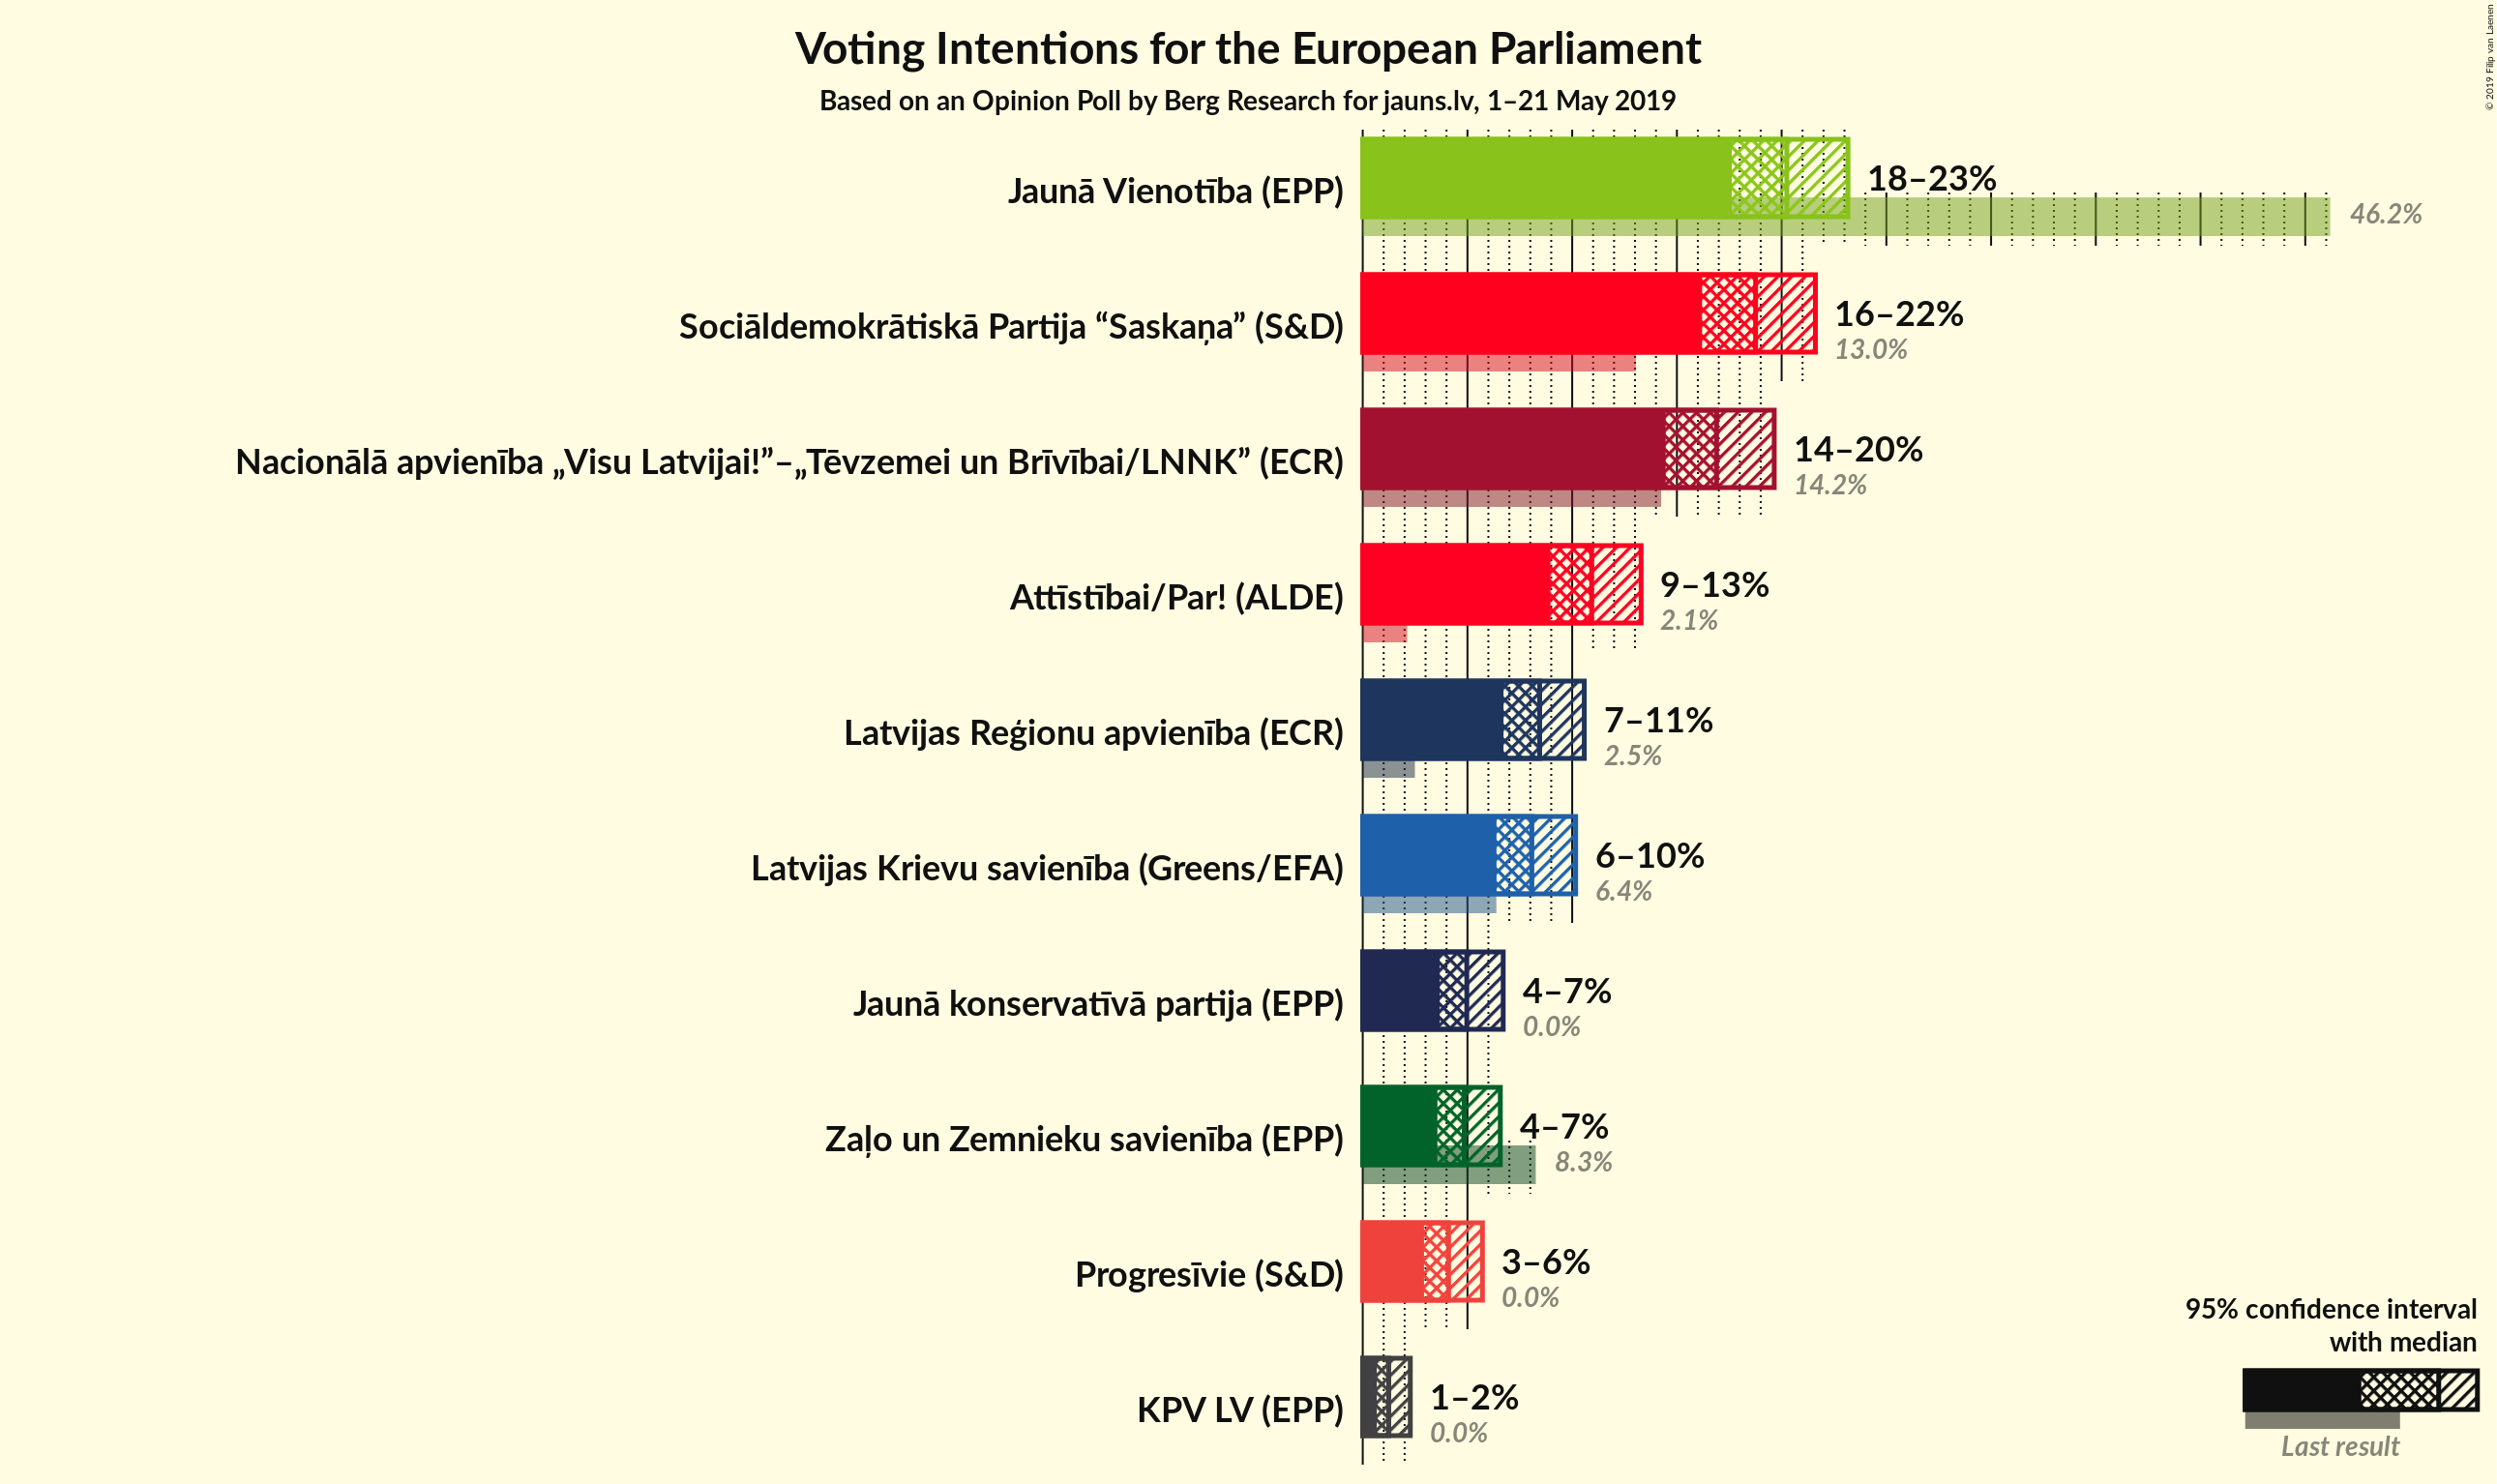 Voting Intentions for the European Parliament
Based on an Opinion Poll by Berg Research for jauns.lv, 1–21 May 2019
© 2019 Filip van Laenen
Jaunā Vienotība (EPP)
18–23%
46.2%
Sociāldemokrātiskā Partija “Saskaņa” (S&D)
16–22%
13.0%
Nacionālā apvienība „Visu Latvijai!”–„Tēvzemei un Brīvībai/LNNK” (ECR)
14–20%
14.2%
Attīstībai/Par! (ALDE)
9–13%
2.1%
Latvijas Reģionu apvienība (ECR)
7–11%
2.5%
Latvijas Krievu savienība (Greens/EFA)
6–10%
6.4%
Jaunā konservatīvā partija (EPP)
4–7%
0.0%
Zaļo un Zemnieku savienība (EPP)
4–7%
8.3%
Progresīvie (S&D)
3–6%
0.0%
KPV LV (EPP)
1–2%
0.0%
95% confidence interval
with median
Last result